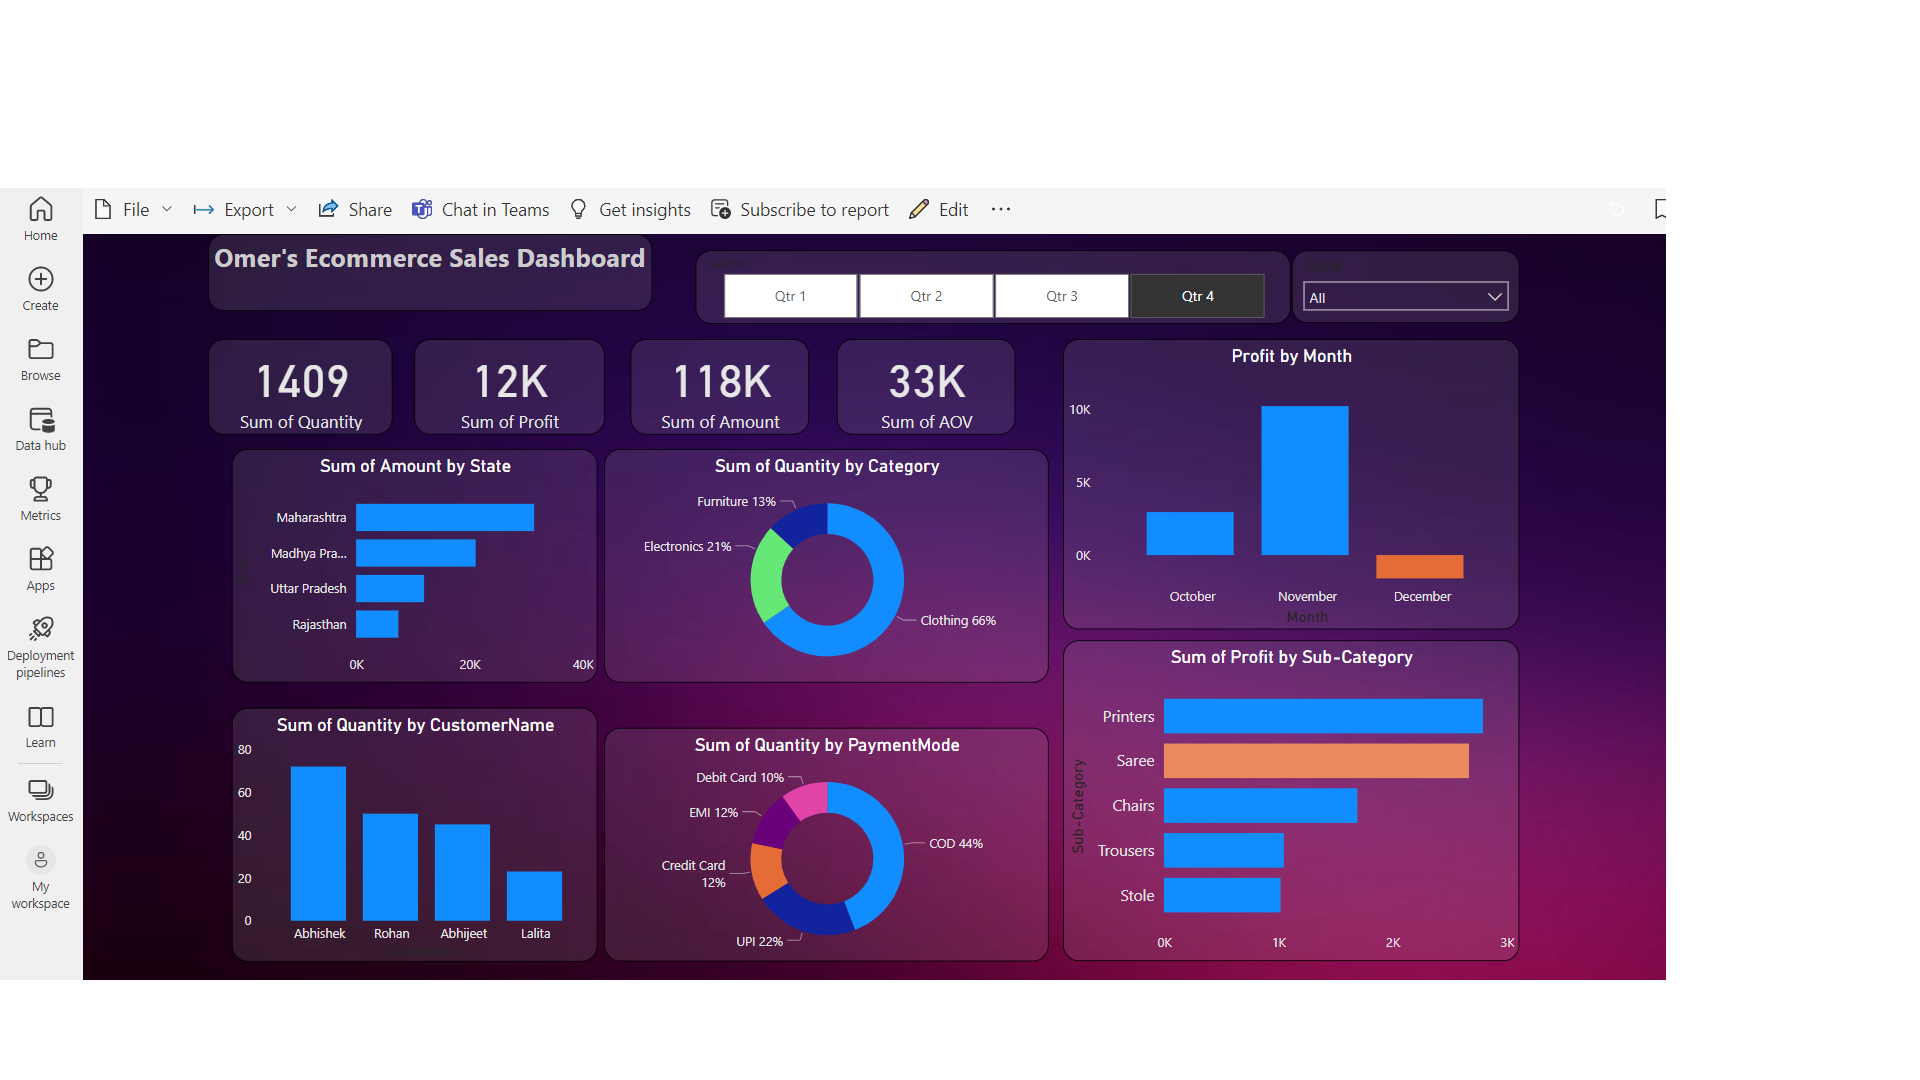 File
Export
Share
Chat in Teams
Get insights
Subscribe to report
Edit
Home
Create
Browse
Data hub
Metrics
Apps
Deployment
pipelines
Learn
Workspaces
My
workspace
Omer's Ecommerce Sales Dashboard
Qtr 1
Qtr 2
Qtr 3
Qtr 4
All
1409
Sum of Quantity
12K
Sum of Profit
118K
Sum of Amount
33K
Sum of AOV
Profit by Month
10K
5K
0K
October
November
December
Month
Sum of Amount by State
Maharashtra
Madhya Pra...
Uttar Pradesh
Rajasthan
0K
20K
40K
Sum of Quantity by Category
Furniture 13%
Electronics 21%
Clothing 66%
Sum of Profit by Sub-Category
Sub-Category
Printers
Saree
Chairs
Trousers
Stole
0K
1K
2K
3K
Sum of Quantity by CustomerName
80
60
40
20
0
Abhishek
Rohan
Abhijeet
Lalita
Sum of Quantity by PaymentMode
Debit Card 10%
EMI 12%
Credit Card
12%
UPI 22%
COD 44%